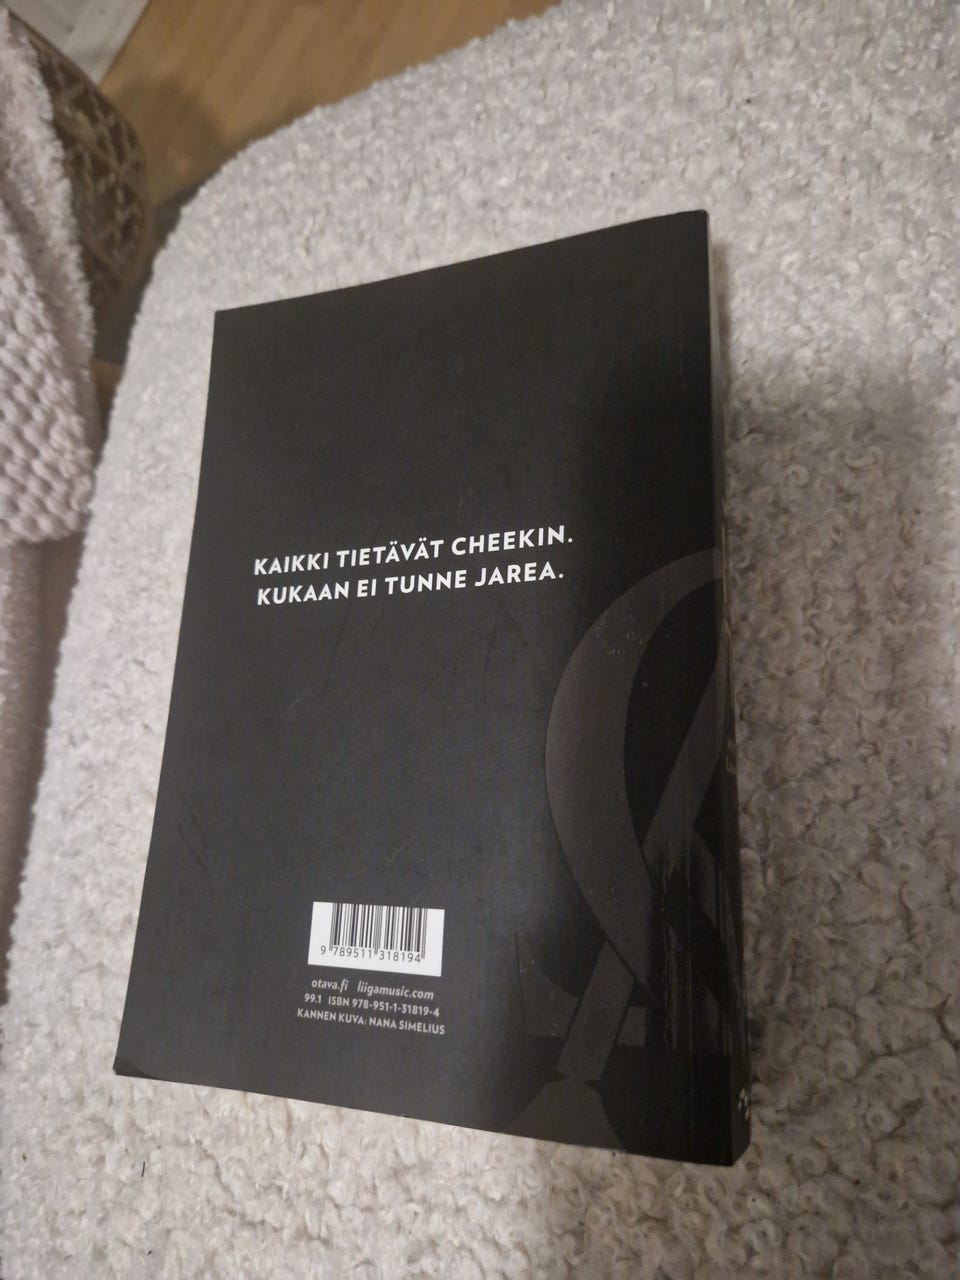 KAIKKI TIETÄVÄT CHEEKIN.
KUKAAN EI TUNNE JAREA.
9 789511 318194
otava.fi liigamusic.com
99.1 ISBN 978-951-1-31819-4
KANNEN KUVA: NANA SIMELIUS